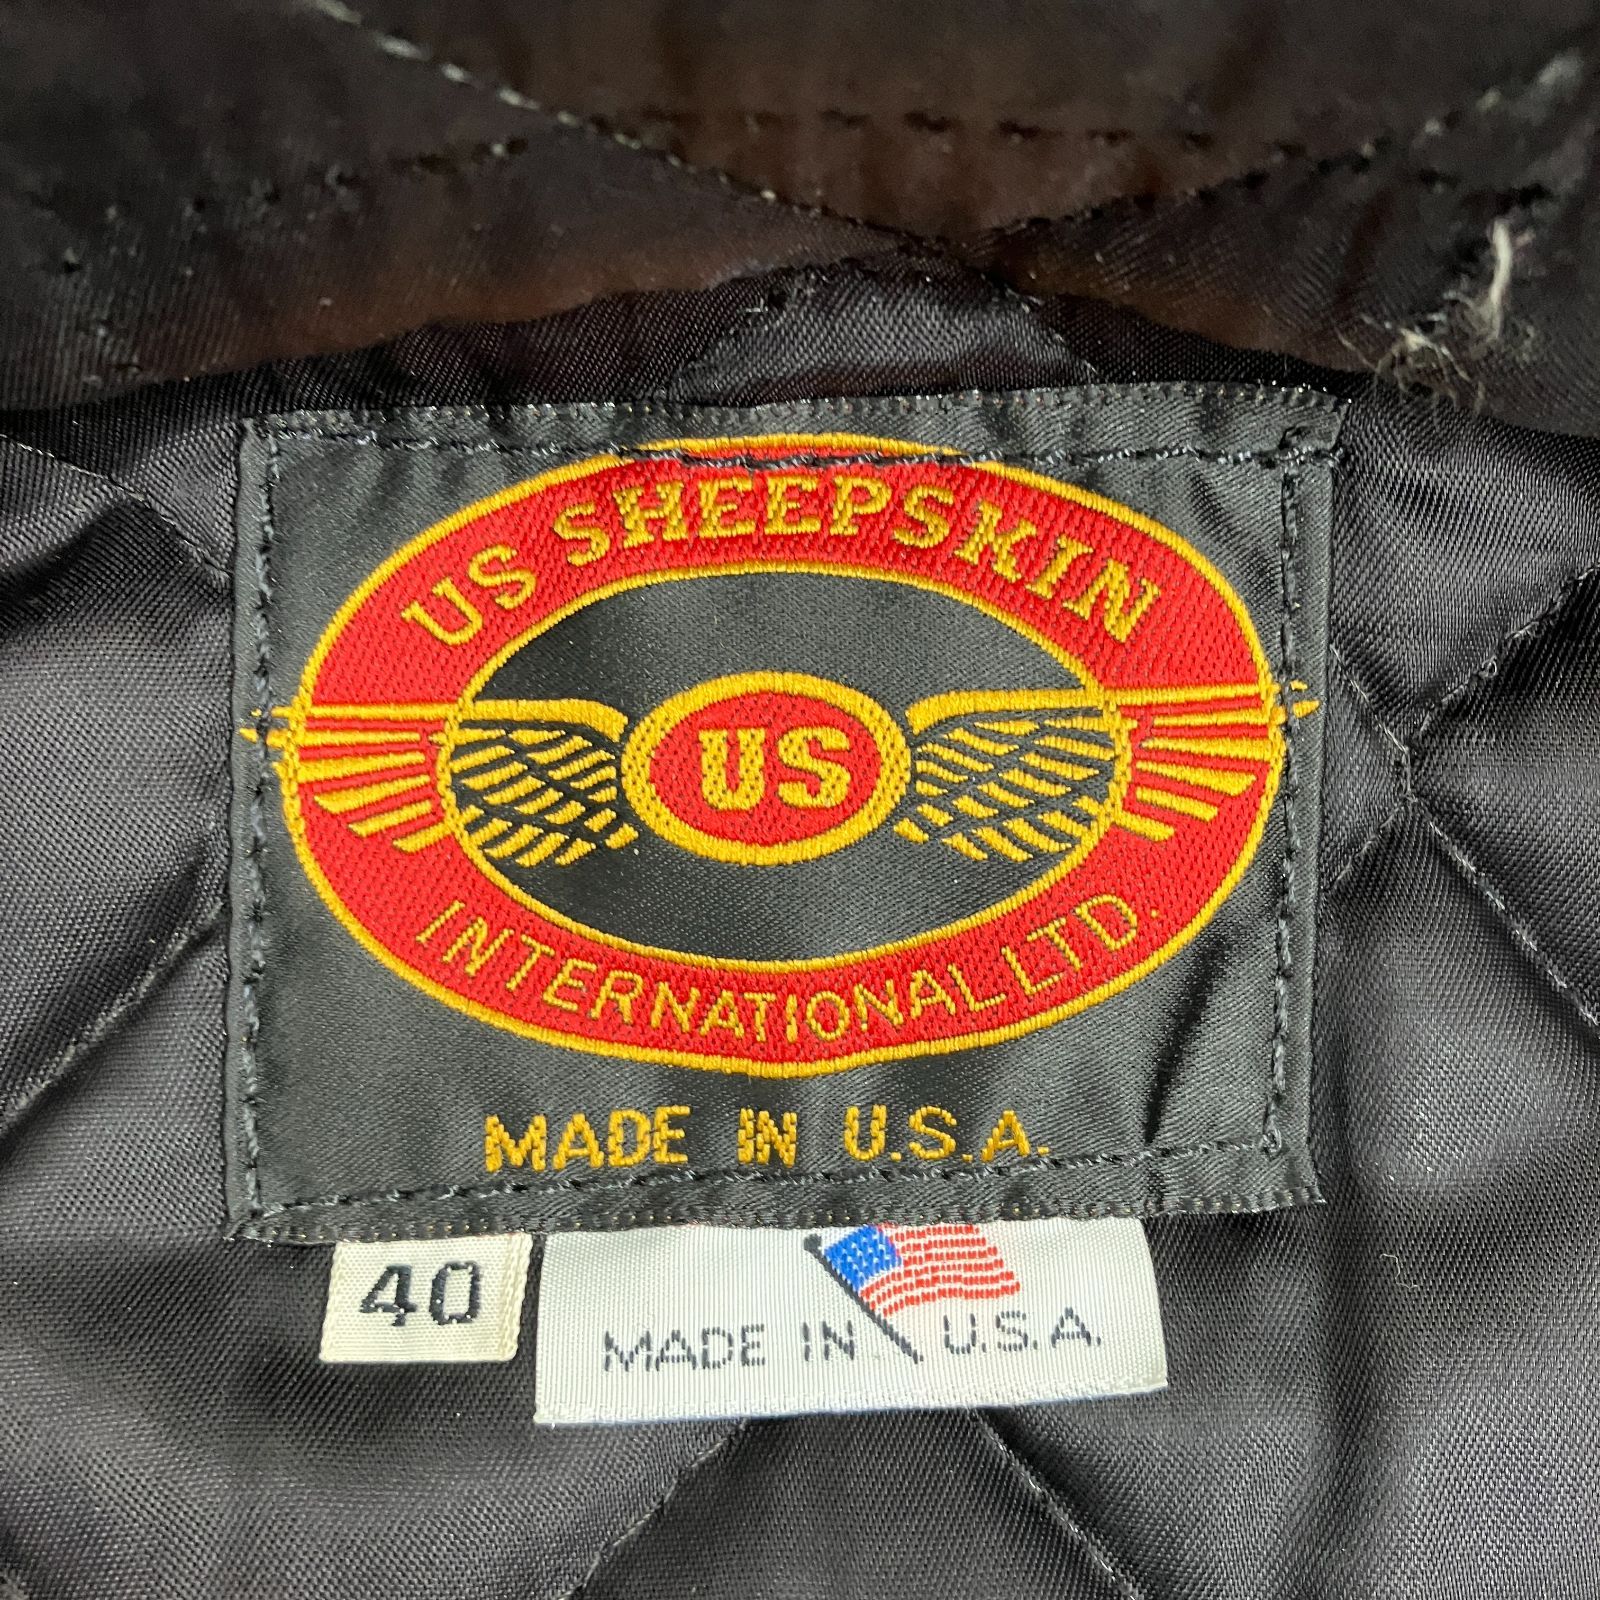 US SHEEPSKIN
US
INTERNATIONAL LTD.
MADE IN U.S.A.
40
MADE IN U.S.A.